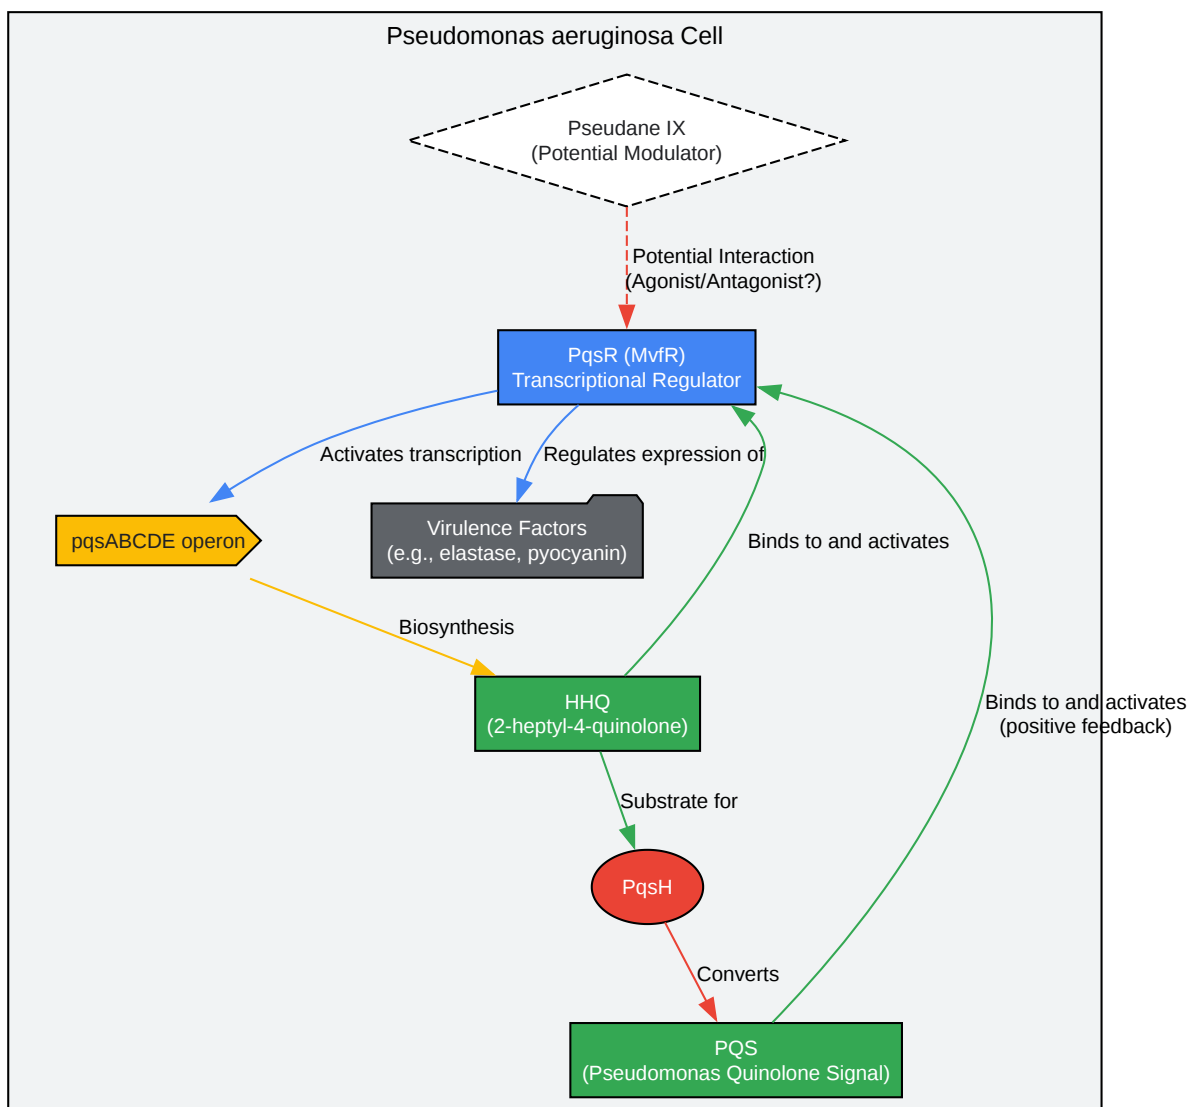 Pseudomonas aeruginosa Cell
Pseudane IX
(Potential Modulator)
Potential Interaction
(Agonist/Antagonist?)
PqsR (MvfR)
Transcriptional Regulator
Activates transcription
Regulates expression of
Virulence Factors
(e.g., elastase, pyocyanin)
pqsABCDE operon
Binds to and activates
Biosynthesis
HHQ
(2-heptyl-4-quinolone)
Binds to and activates
(positive feedback)
Substrate for
PqsH
Converts
PQS
(Pseudomonas Quinolone Signal)